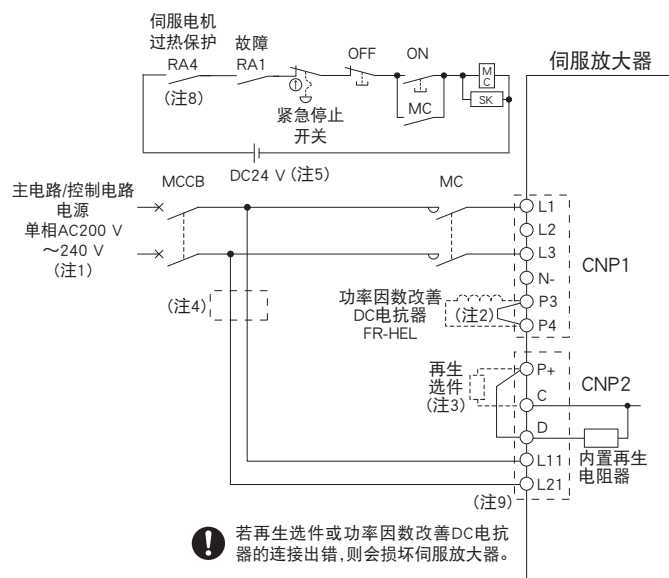 伺服电机
过热保护
RA4
(注8)
故障
RA1
OFF
ON
MC
MC
SK
紧急停止
开关
DC24 V (注5)
伺服放大器
主电路/控制电路
电源
单相AC200 V
～240 V
(注1)
MCCB
MC
L1
L2
L3
N-
P3
P4
CNP1
(注4)
功率因数改善
DC电抗器
FR-HEL
(注2)
再生
选件
(注3)
P+
C
D
L11
L21
CNP2
内置再生
电阻器
(注9)
若再生选件或功率因数改善DC电抗
器的连接出错,则会损坏伺服放大器。